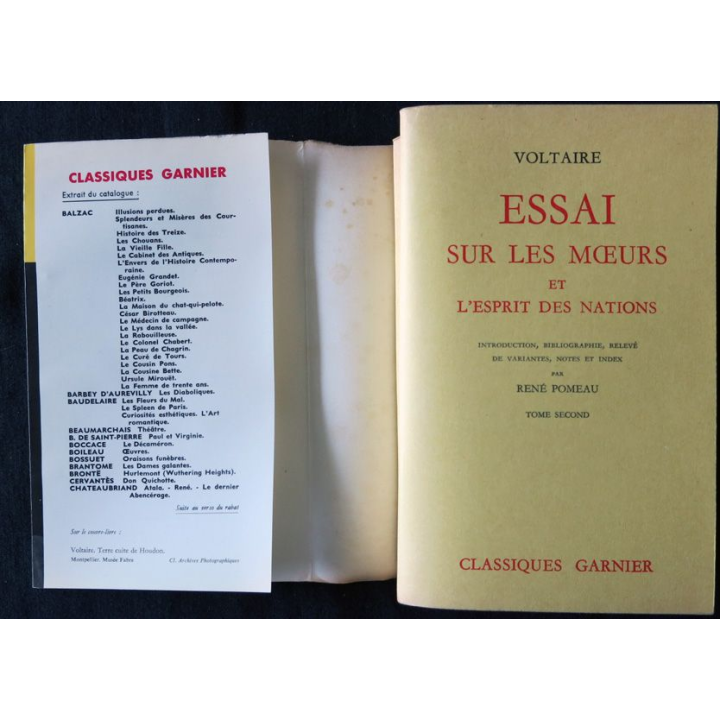 CLASSIQUES GARNIER
Extrait du catalogue :
BALZAC Illusions perdues.
Splendeurs et Misères des Cour-
tisanes.
Histoire des Treize.
Les Chouans.
La Vieille Fille.
Le Cabinet des Antiques.
L'Envers de l'Histoire Contempo-
raine.
Eugénie Grandet.
Le Père Goriot.
Les Petits Bourgeois.
Béatrix.
La Maison du chat-qui-pelote.
César Birotteau.
Le Médecin de campagne.
Le Lys dans la vallée.
La Rabouilleuse.
Le Colonel Chabert.
La Peau de Chagrin.
Le Curé de Tours.
Le Cousin Pons.
La Cousine Bette.
Ursule Mirouët.
La Femme de trente ans.
BARBEY D'AUREVILLY Les Diaboliques.
BAUDELAIRE Les Fleurs du Mal.
Le Spleen de Paris.
Curiosités esthétiques. L'Art
romantique.
BEAUMARCHAIS Théâtre.
B. DE SAINT-PIERRE Paul et Virginie.
BOCCACE Le Décaméron.
BOILEAU Œuvres.
BOSSUET Oraisons funèbres.
BRANTOME Les Dames galantes.
BRONTË Hurlemont (Wuthering Heights).
CERVANTÈS Don Quichotte.
CHATEAUBRIAND Atala. - René. - Le dernier
Abencérage.
Suite au verso du rabat
Sur le couvre-livre :
Voltaire. Terre cuite de Houdon.
Montpellier. Musée Fabre
Cl. Archives Photographiques
VOLTAIRE
ESSAI
SUR LES MŒURS
ET
L'ESPRIT DES NATIONS
INTRODUCTION, BIBLIOGRAPHIE, RELEVÉ
DE VARIANTES, NOTES ET INDEX
PAR
RENÉ POMEAU
TOME SECOND
CLASSIQUES GARNIER